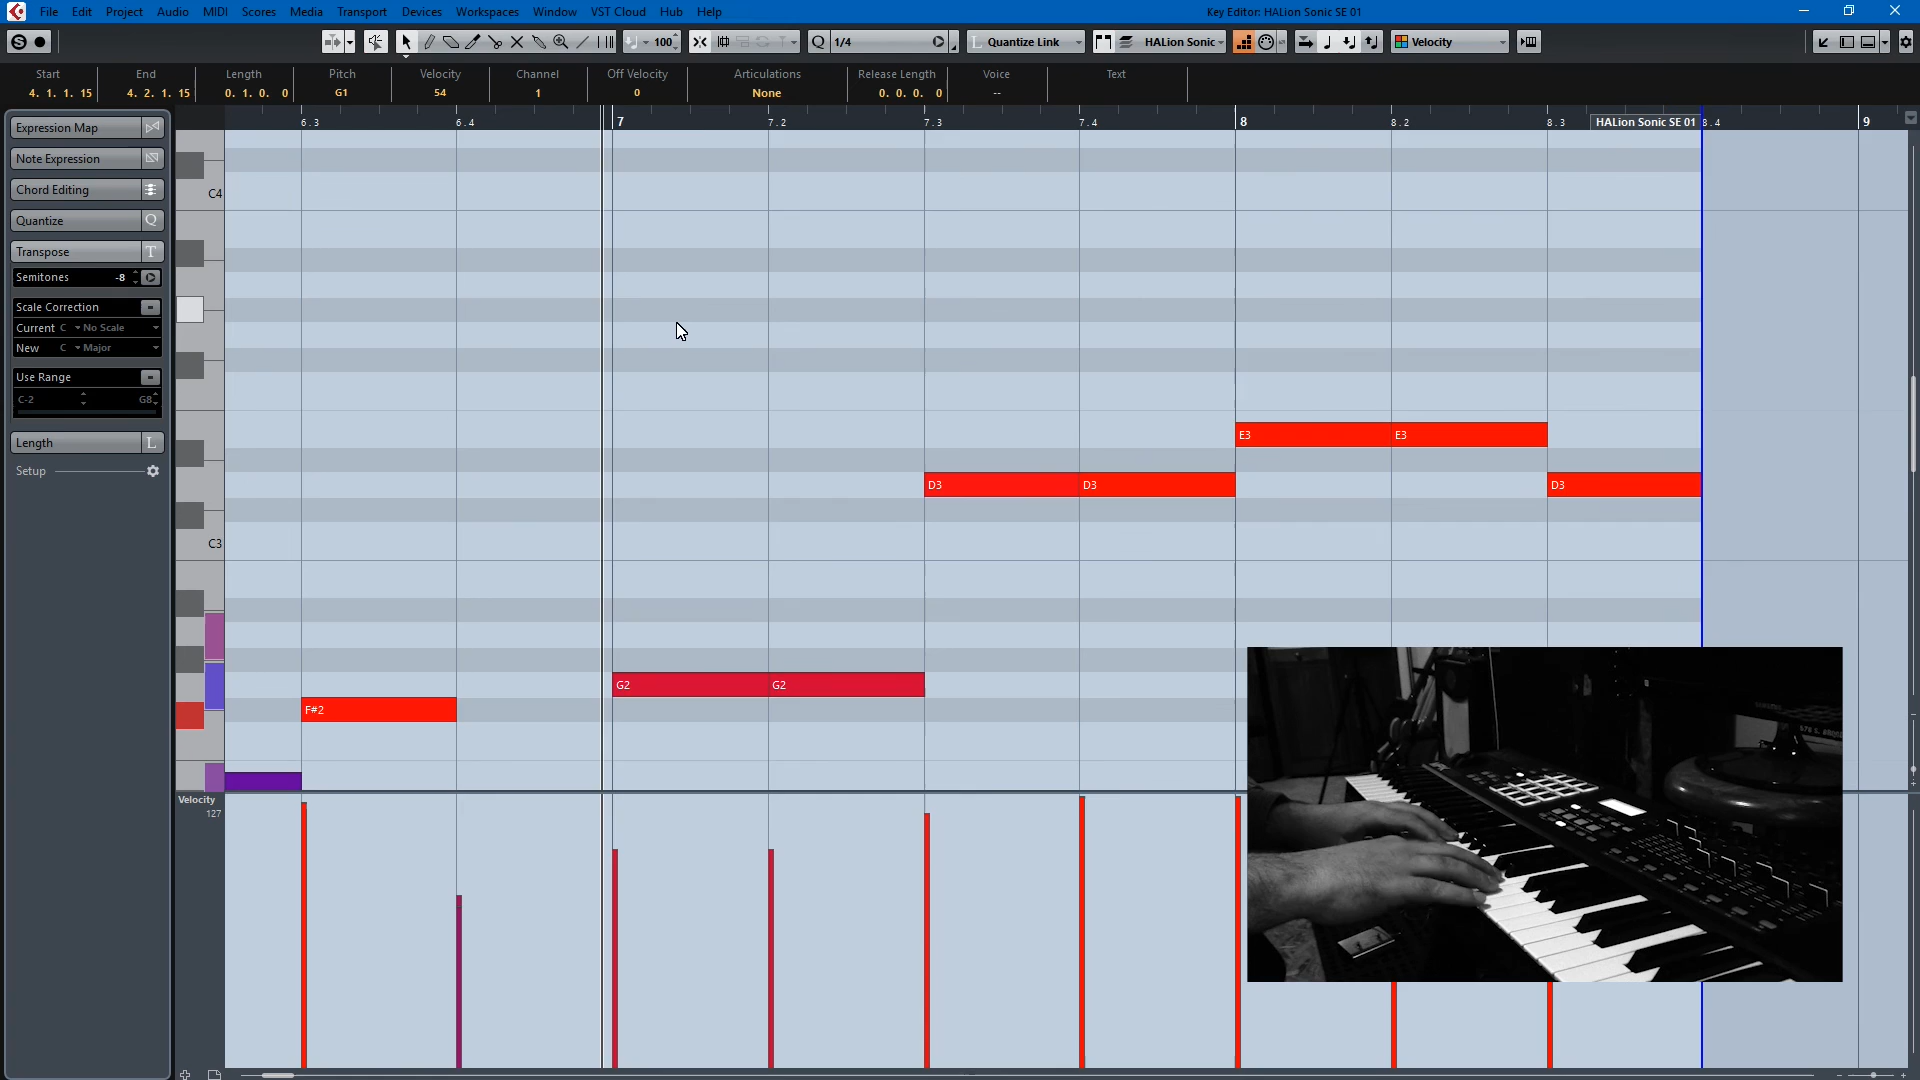 File Edit Project Audio MIDI Scores Media Transport Devices Workspaces Window VST Cloud Hub Help Key Editor: HALion Sonic SE 01
100 Q 1/4 L Quantize Link HALion Sonic Velocity
Start End Length Pitch Velocity Channel Off Velocity Articulations Release Length Voice Text
4. 1. 1. 15 4. 2. 1. 15 0. 1. 0. 0 G1 54 1 0 None 0. 0. 0. 0 --
6.3 6.4 7 7.2 7.3 7.4 8 8.2 8.3 HALion Sonic SE 01 8.4 9
Expression Map
Note Expression
Chord Editing
Quantize Q
Transpose T
Semitones -8
Scale Correction
Current C No Scale
New C Major
Use Range
C-2 G8
Length L
Setup
C4
E3 E3
D3 D3 D3
C3
G2 G2
F#2
Velocity
127